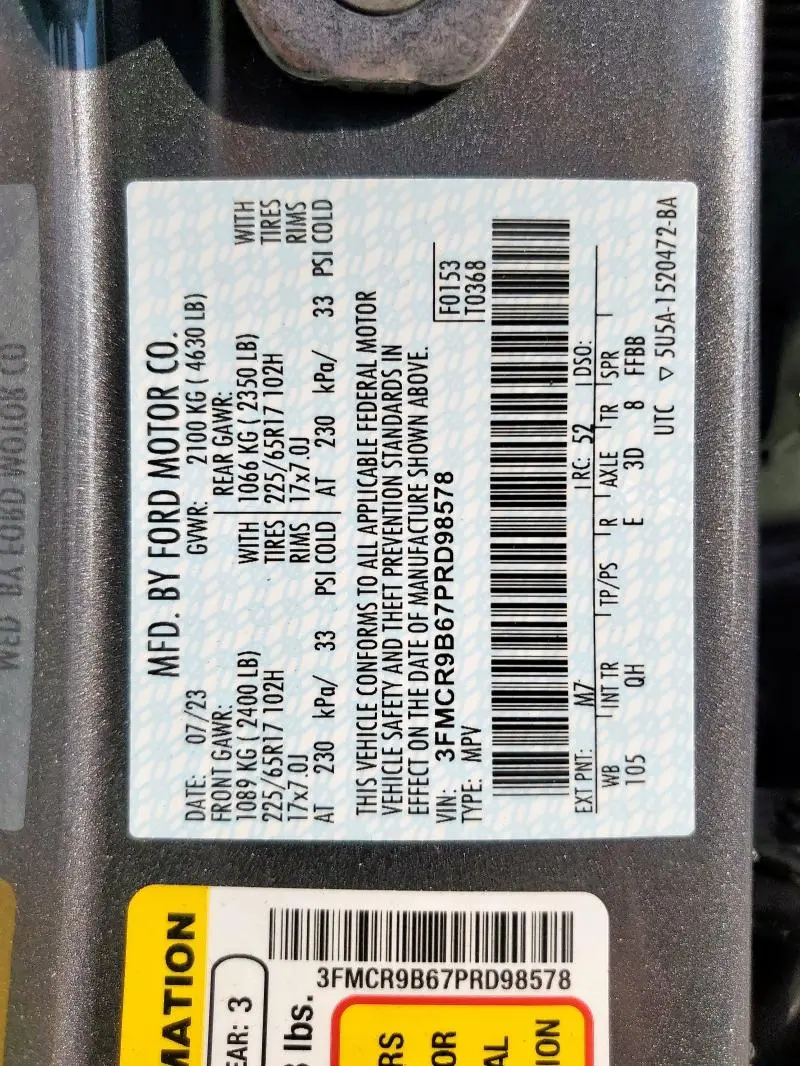 MFD. BY FORD MOTOR CO.
DATE: 07/23 GVWR: 2100 KG ( 4630 LB)
FRONT GAWR: REAR GAWR:
1089 KG ( 2400 LB) WITH 1066 KG ( 2350 LB) WITH
225/65R17 102H TIRES 225/65R17 102H TIRES
17x7.0J RIMS 17x7.0J RIMS
AT 230 kPa/ 33 PSI COLD AT 230 kPa/ 33 PSI COLD
THIS VEHICLE CONFORMS TO ALL APPLICABLE FEDERAL MOTOR
VEHICLE SAFETY AND THEFT PREVENTION STANDARDS IN
EFFECT ON THE DATE OF MANUFACTURE SHOWN ABOVE.
VIN: 3FMCR9B67PRD98578 F0153
TYPE: MPV T0368
EXT PNT: M7 RC: 52 DSO:
WB INT TR TP/PS R AXLE TR SPR
105 QH E 3D 8 FFBB
UTC ▽ 5U5A-1520472-BA
MATION
EAR: 3
3FMCR9B67PRD98578
lbs.
RS
OR
AL
ION